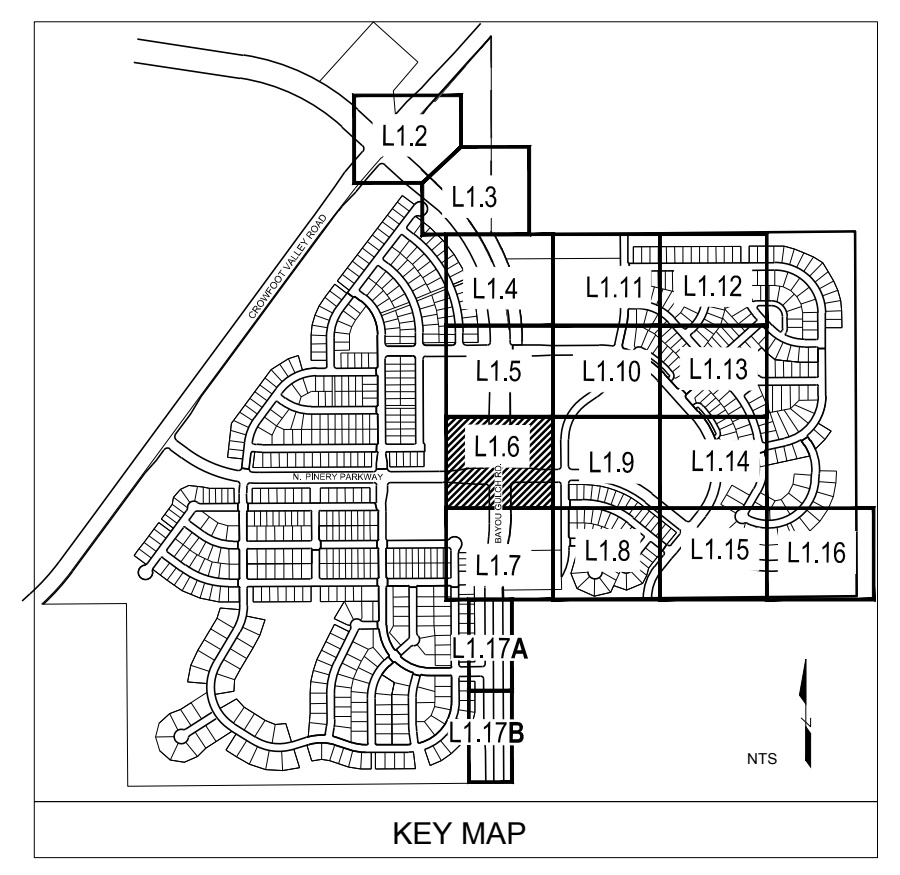 L1.2
L1.3
CROWFOOT VALLEY ROAD
L1.4
L1.11
L1.12
L1.5
L1.10
L1.13
L1.6
L1.9
L1.14
N. PINERY PARKWAY
BAYOU GULCH RD.
L1.7
L1.8
L1.15
L1.16
L1.17A
L1.17B
NTS
KEY MAP